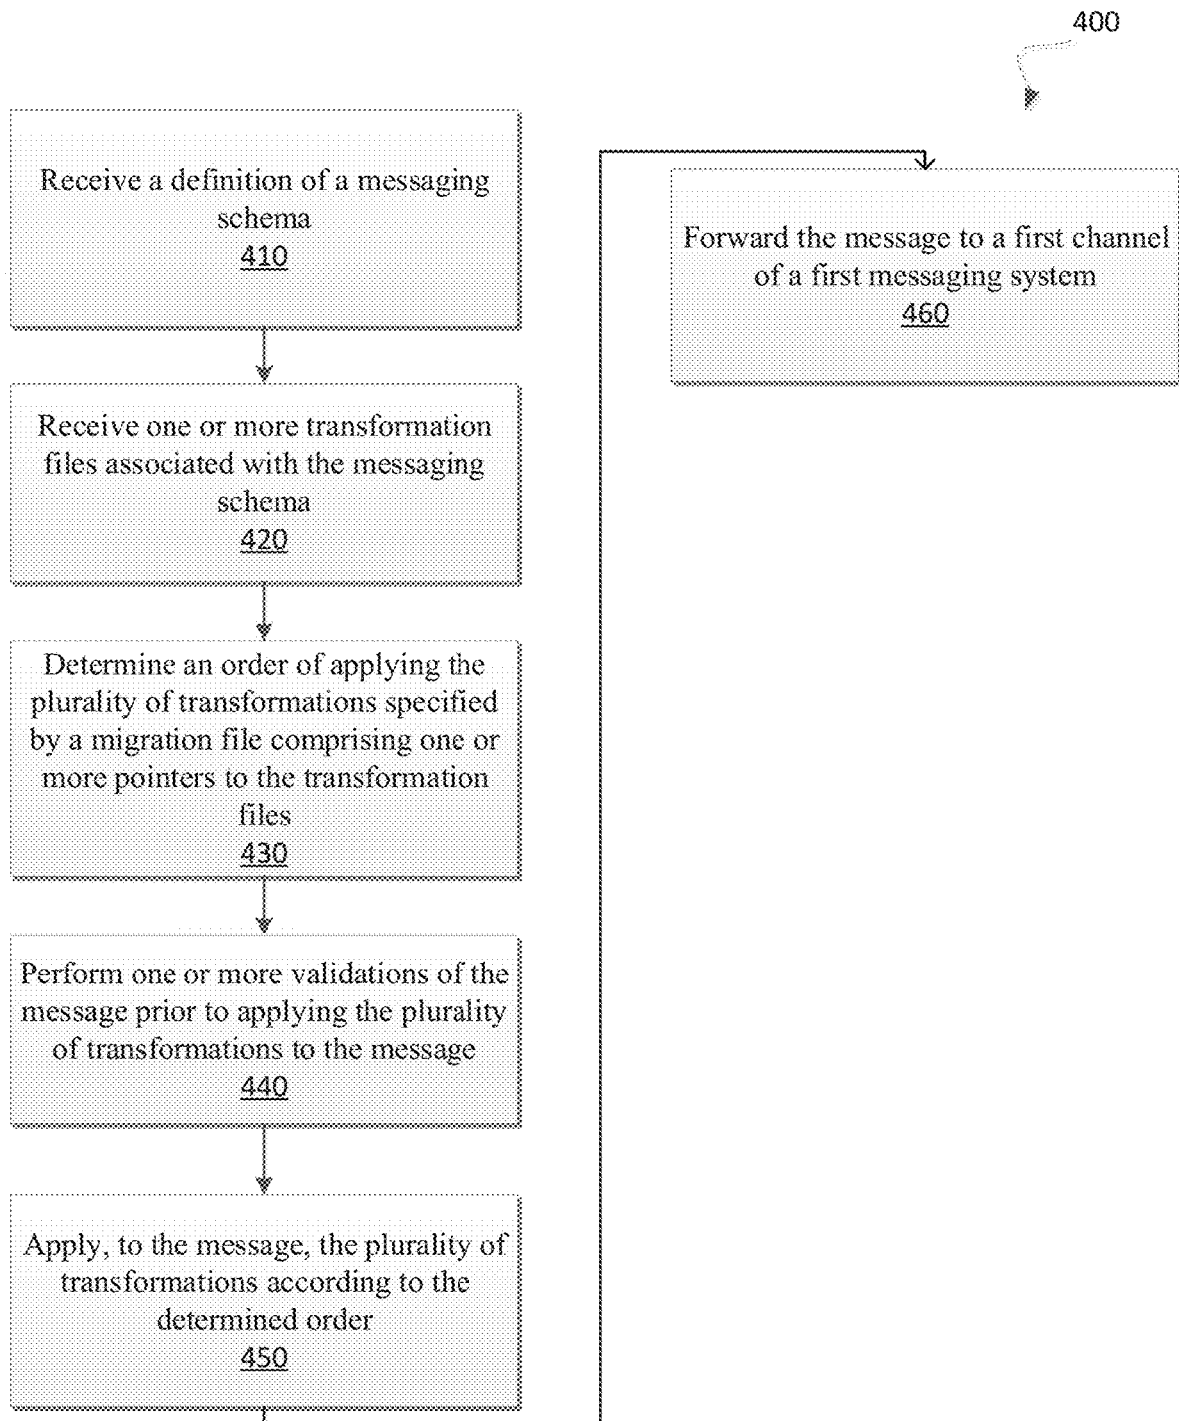 400
Receive a definition of a messaging
schema
410
Receive one or more transformation
files associated with the messaging
schema
420
Determine an order of applying the
plurality of transformations specified
by a migration file comprising one or
more pointers to the transformation
files
430
Perform one or more validations of the
message prior to applying the plurality
of transformations to the message
440
Apply, to the message, the plurality of
transformations according to the
determined order
450
Forward the message to a first channel
of a first messaging system
460